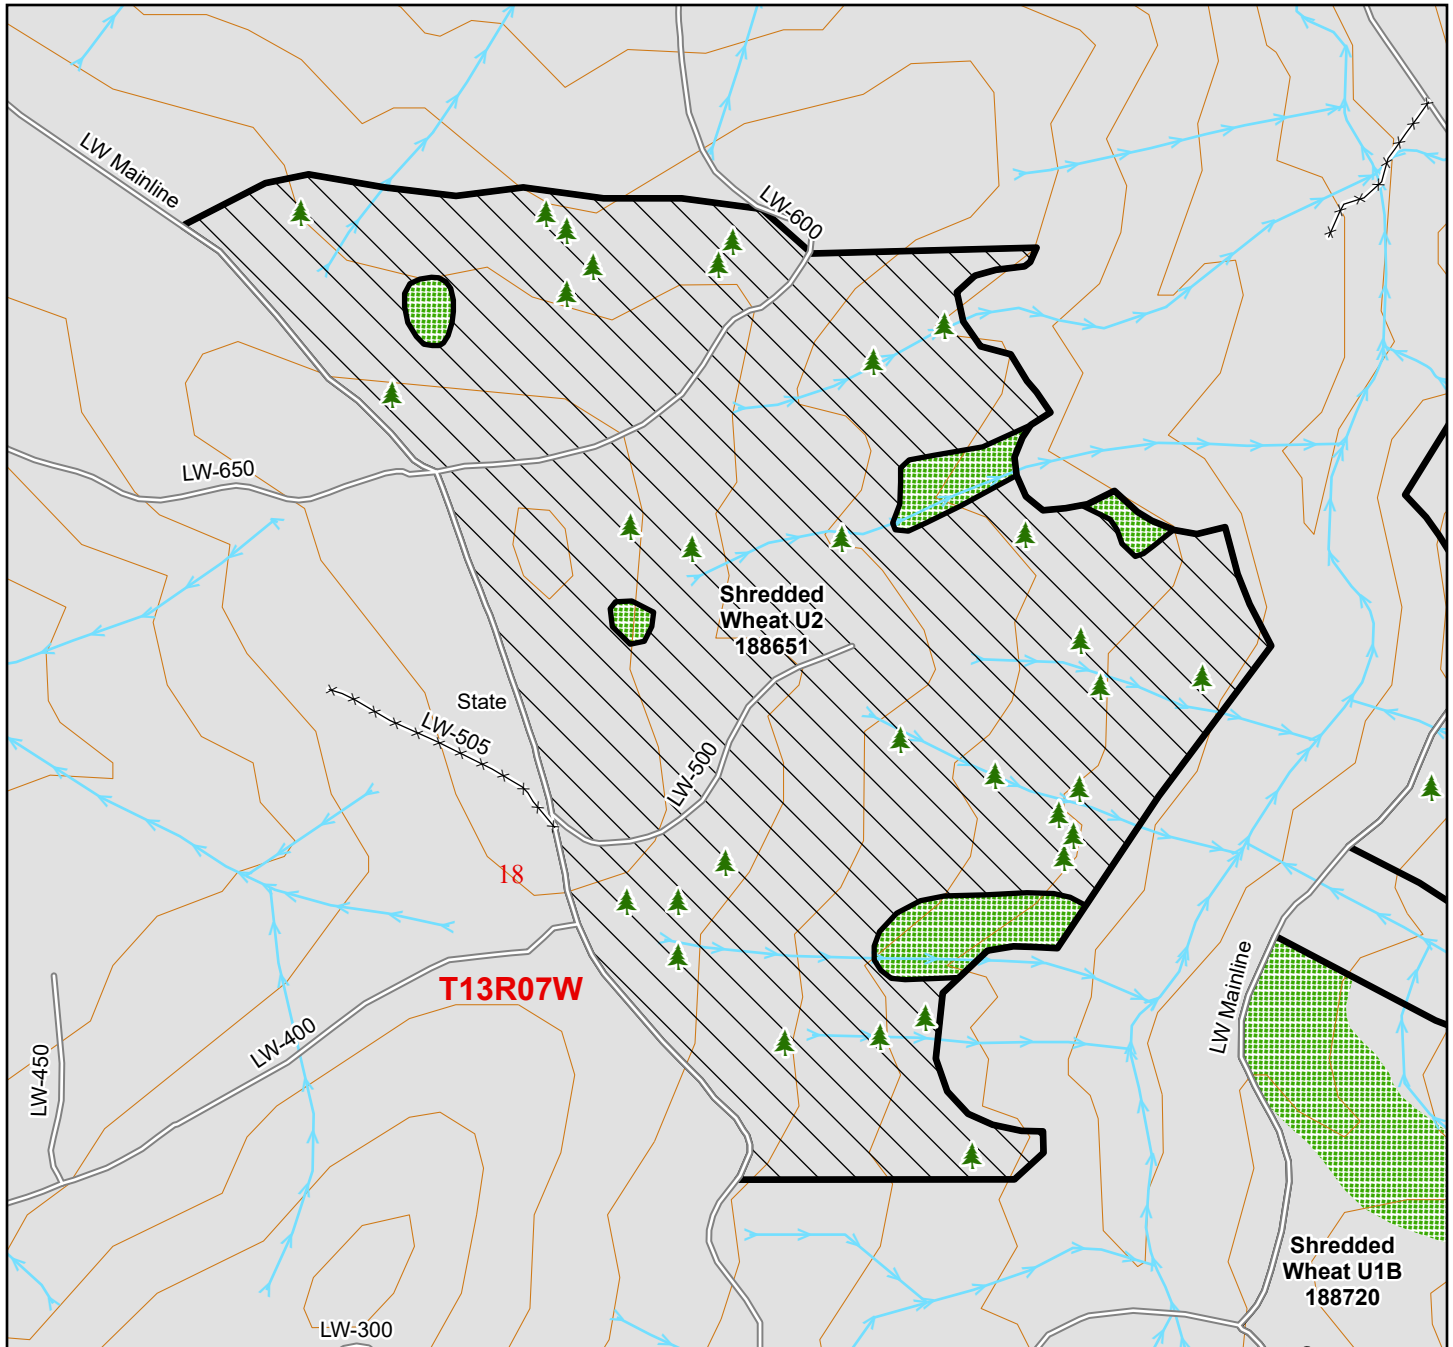 LW Mainline
LW-600
LW-650
Shredded
Wheat U2
188651
State
LW-505
LW-500
18
T13R07W
LW Mainline
LW-400
LW-450
Shredded
Wheat U1B
188720
LW-300